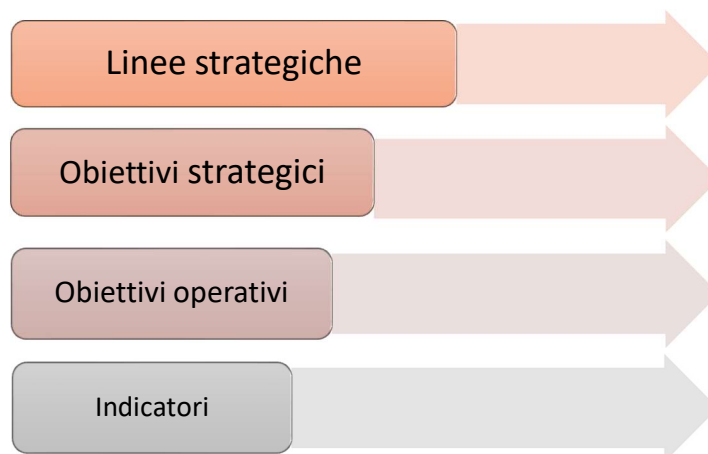 Linee strategiche
Obiettivi strategici
Obiettivi operativi
Indicatori